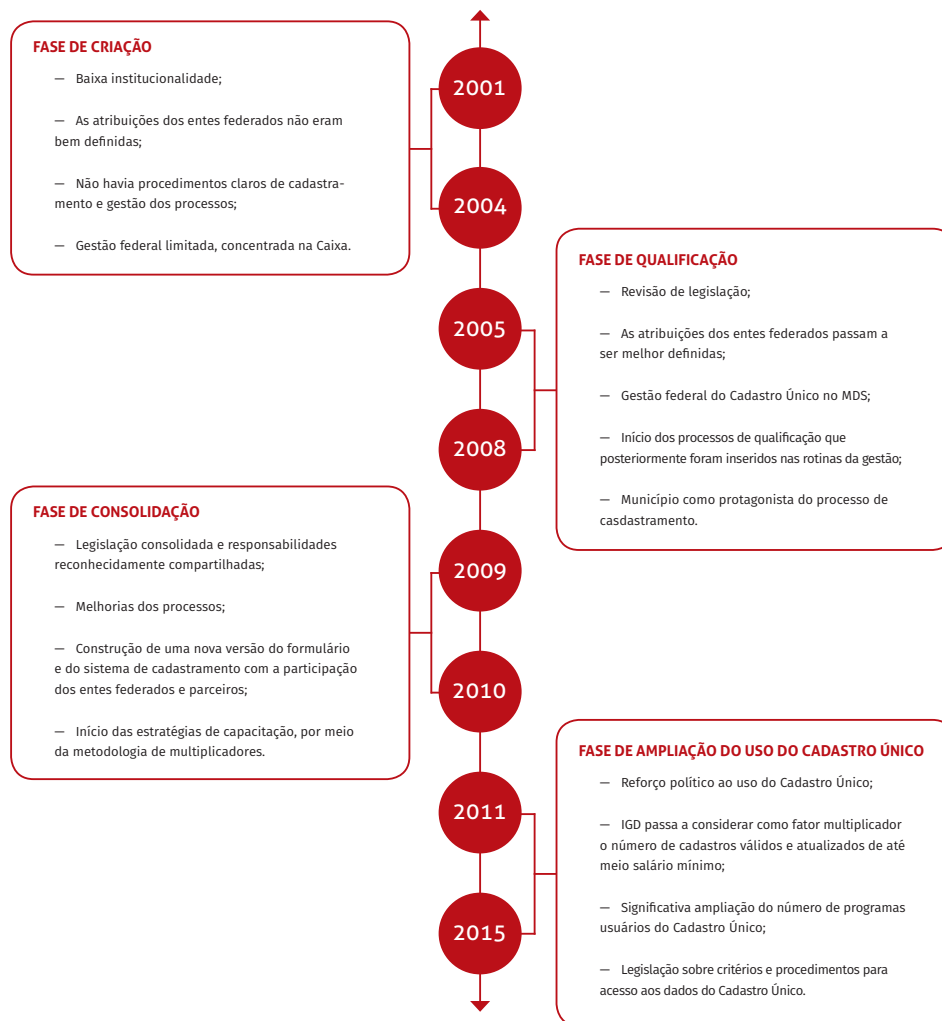 FASE DE CRIAÇÃO
— Baixa institucionalidade;
— As atribuições dos entes federados não eram
bem definidas;
— Não havia procedimentos claros de cadastra-
mento e gestão dos processos;
— Gestão federal limitada, concentrada na Caixa.
2001
2004
FASE DE QUALIFICAÇÃO
— Revisão de legislação;
— As atribuições dos entes federados passam a
ser melhor definidas;
— Gestão federal do Cadastro Único no MDS;
— Início dos processos de qualificação que
posteriormente foram inseridos nas rotinas da gestão;
— Município como protagonista do processo de
casdastramento.
2005
2008
FASE DE CONSOLIDAÇÃO
— Legislação consolidada e responsabilidades
reconhecidamente compartilhadas;
— Melhorias dos processos;
— Construção de uma nova versão do formulário
e do sistema de cadastramento com a participação
dos entes federados e parceiros;
— Início das estratégias de capacitação, por meio
da metodologia de multiplicadores.
2009
2010
FASE DE AMPLIAÇÃO DO USO DO CADASTRO ÚNICO
— Reforço político ao uso do Cadastro Único;
— IGD passa a considerar como fator multiplicador
o número de cadastros válidos e atualizados de até
meio salário mínimo;
— Significativa ampliação do número de programas
usuários do Cadastro Único;
— Legislação sobre critérios e procedimentos para
acesso aos dados do Cadastro Único.
2011
2015